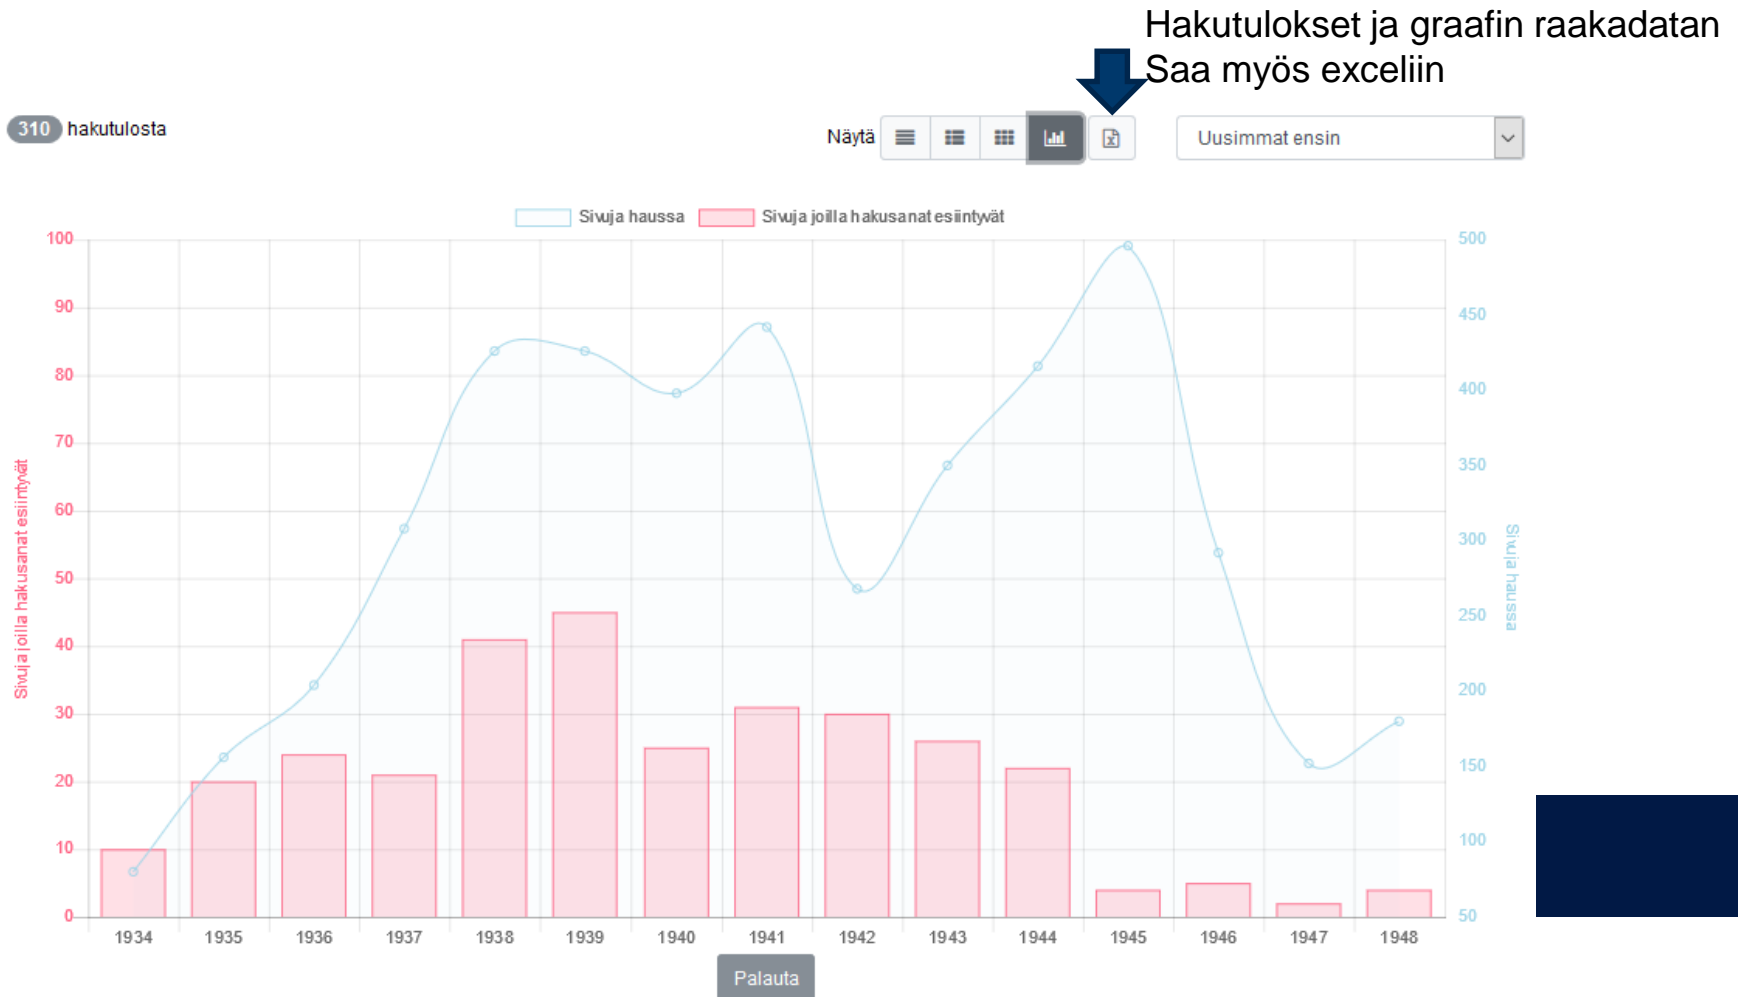 Hakutulokset ja graafin raakadatan
Saa myös exceliin
310 hakutulosta
Näytä
Uusimmat ensin
Sivuja haussa
Sivuja joilla hakusanat esiintyvät
100
90
80
70
60
50
40
30
20
10
0
Sivuja joilla hakusanat esiintyvät
500
450
400
350
300
250
200
150
100
50
Sivuja haussa
1934 1935 1936 1937 1938 1939 1940 1941 1942 1943 1944 1945 1946 1947 1948
Palauta